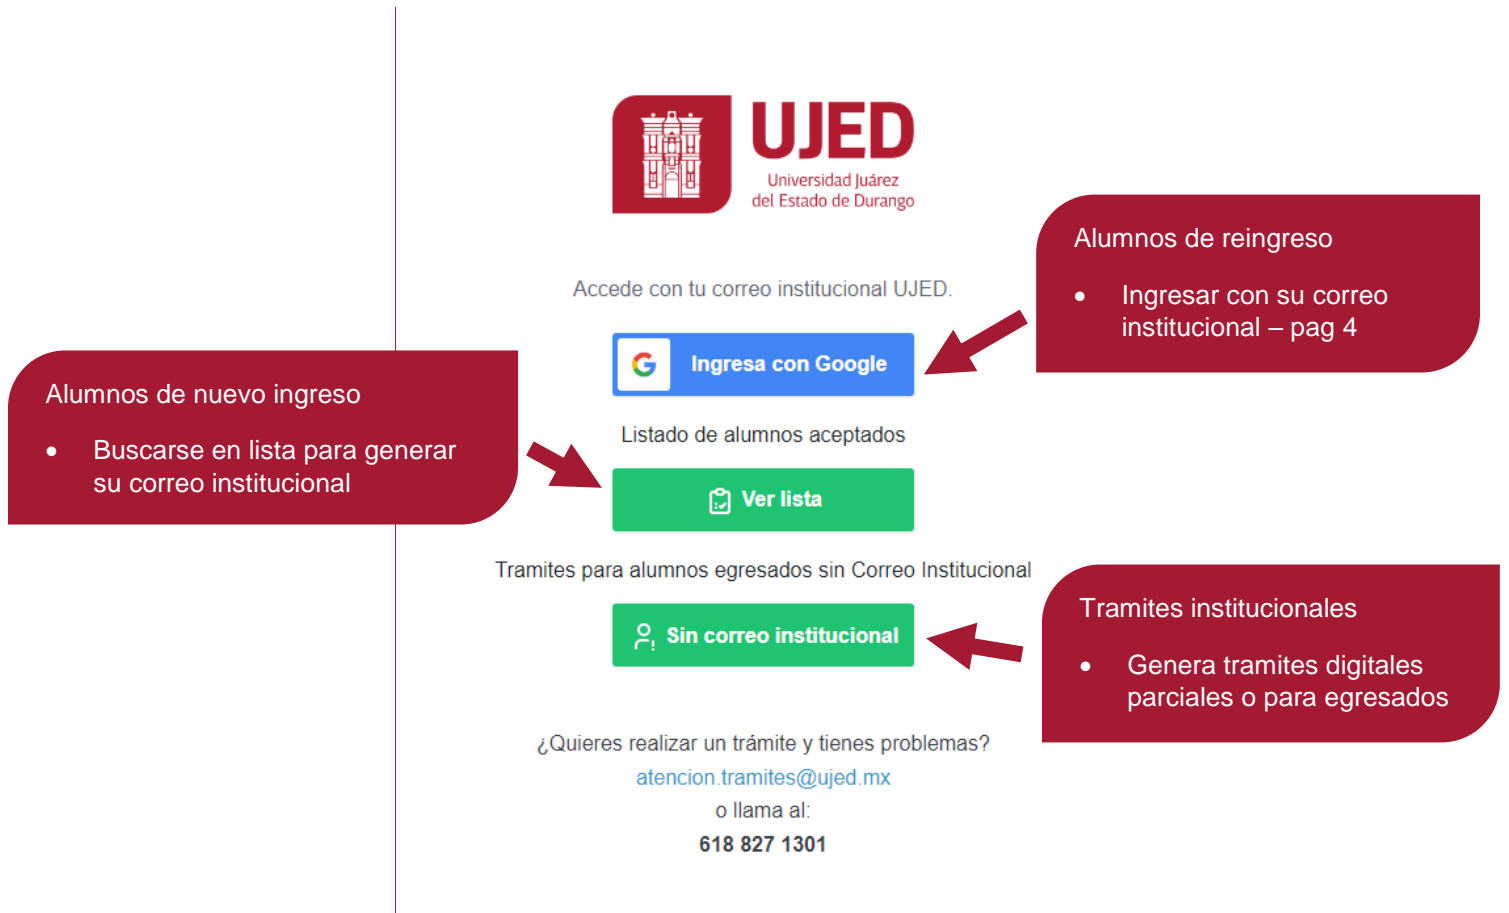 UJED
Universidad Juárez
del Estado de Durango
Alumnos de reingreso
• Ingresar con su correo
institucional – pag 4
Accede con tu correo institucional UJED.
Ingresa con Google
Alumnos de nuevo ingreso
• Buscarse en lista para generar
su correo institucional
Listado de alumnos aceptados
Ver lista
Tramites para alumnos egresados sin Correo Institucional
Sin correo institucional
Tramites institucionales
• Genera tramites digitales
parciales o para egresados
¿Quieres realizar un trámite y tienes problemas?
atencion.tramites@ujed.mx
o llama al:
618 827 1301